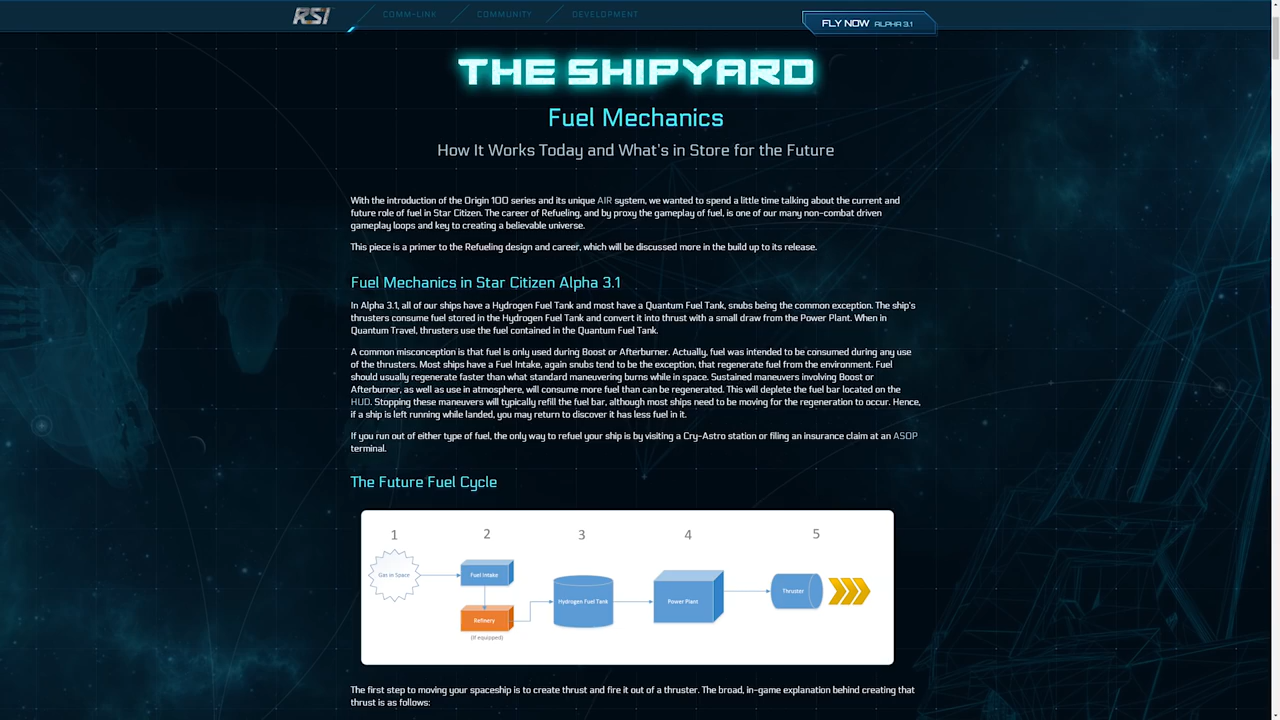 RSI
COMM-LINK
COMMUNITY
DEVELOPMENT
FLY NOW ALPHA 3.1
THE SHIPYARD
Fuel Mechanics
How It Works Today and What's in Store for the Future
With the introduction of the Origin 100 series and its unique AIR system, we wanted to spend a little time talking about the current and
future role of fuel in Star Citizen. The career of Refueling, and by proxy the gameplay of fuel, is one of our many non-combat driven
gameplay loops and key to creating a believable universe.
This piece is a primer to the Refueling design and career, which will be discussed more in the build up to its release.
Fuel Mechanics in Star Citizen Alpha 3.1
In Alpha 3.1, all of our ships have a Hydrogen Fuel Tank and most have a Quantum Fuel Tank, snubs being the common exception. The ship's
thrusters consume fuel stored in the Hydrogen Fuel Tank and convert it into thrust with a small draw from the Power Plant. When in
Quantum Travel, thrusters use the fuel contained in the Quantum Fuel Tank.
A common misconception is that fuel is only used during Boost or Afterburner. Actually, fuel was intended to be consumed during any use
of the thrusters. Most ships have a Fuel Intake, again snubs tend to be the exception, that regenerate fuel from the environment. Fuel
should usually regenerate faster than what standard maneuvering burns while in space. Sustained maneuvers involving Boost or
Afterburner, as well as use in atmosphere, will consume more fuel than can be regenerated. This will deplete the fuel bar located on the
HUD. Stopping these maneuvers will typically refill the fuel bar, although most ships need to be moving for the regeneration to occur. Hence,
if a ship is left running while landed, you may return to discover it has less fuel in it.
If you run out of either type of fuel, the only way to refuel your ship is by visiting a Cry-Astro station or filing an insurance claim at an ASOP
terminal.
The Future Fuel Cycle
1
2
3
4
5
Gas in Space
Fuel Intake
Refinery
(If equipped)
Hydrogen Fuel Tank
Power Plant
Thruster
The first step to moving your spaceship is to create thrust and fire it out of a thruster. The broad, in-game explanation behind creating that
thrust is as follows: